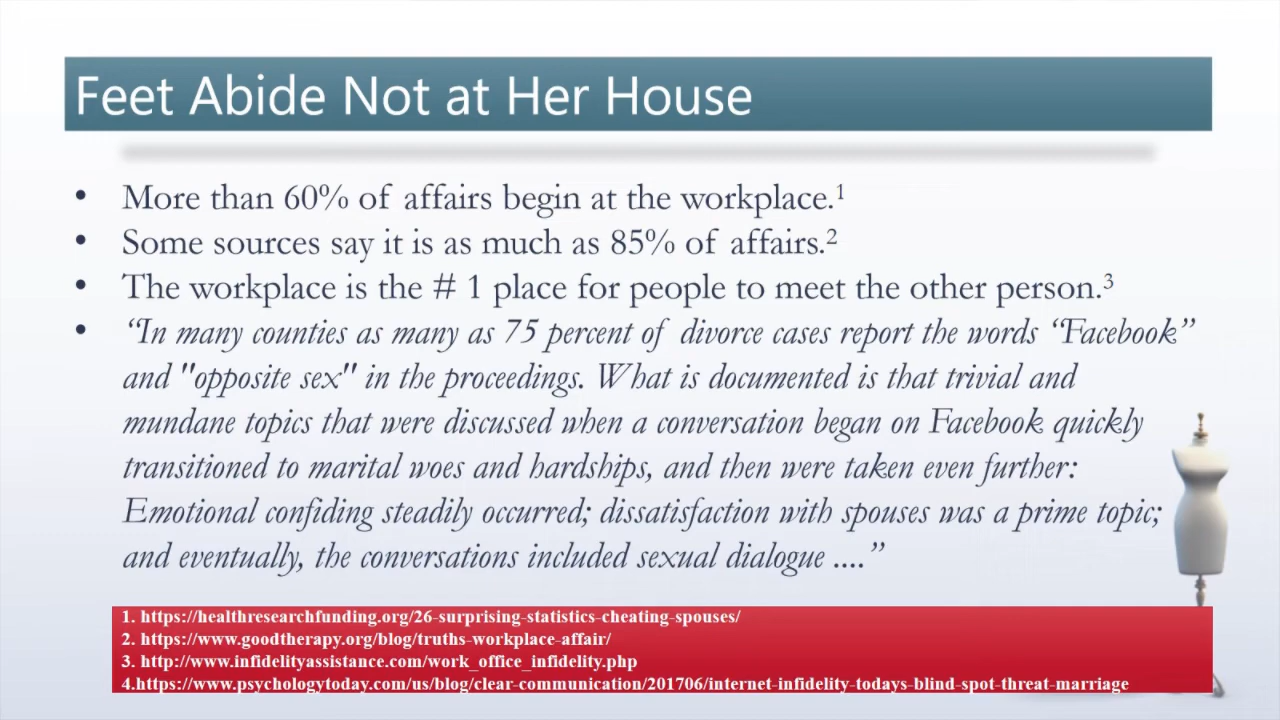 Feet Abide Not at Her House
• More than 60% of affairs begin at the workplace.¹
• Some sources say it is as much as 85% of affairs.²
• The workplace is the # 1 place for people to meet the other person.³
• “In many counties as many as 75 percent of divorce cases report the words “Facebook”
and "opposite sex" in the proceedings. What is documented is that trivial and
mundane topics that were discussed when a conversation began on Facebook quickly
transitioned to marital woes and hardships, and then were taken even further:
Emotional confiding steadily occurred; dissatisfaction with spouses was a prime topic;
and eventually, the conversations included sexual dialogue ....”
1. https://healthresearchfunding.org/26-surprising-statistics-cheating-spouses/
2. https://www.goodtherapy.org/blog/truths-workplace-affair/
3. http://www.infidelityassistance.com/work_office_infidelity.php
4.https://www.psychologytoday.com/us/blog/clear-communication/201706/internet-infidelity-todays-blind-spot-threat-marriage